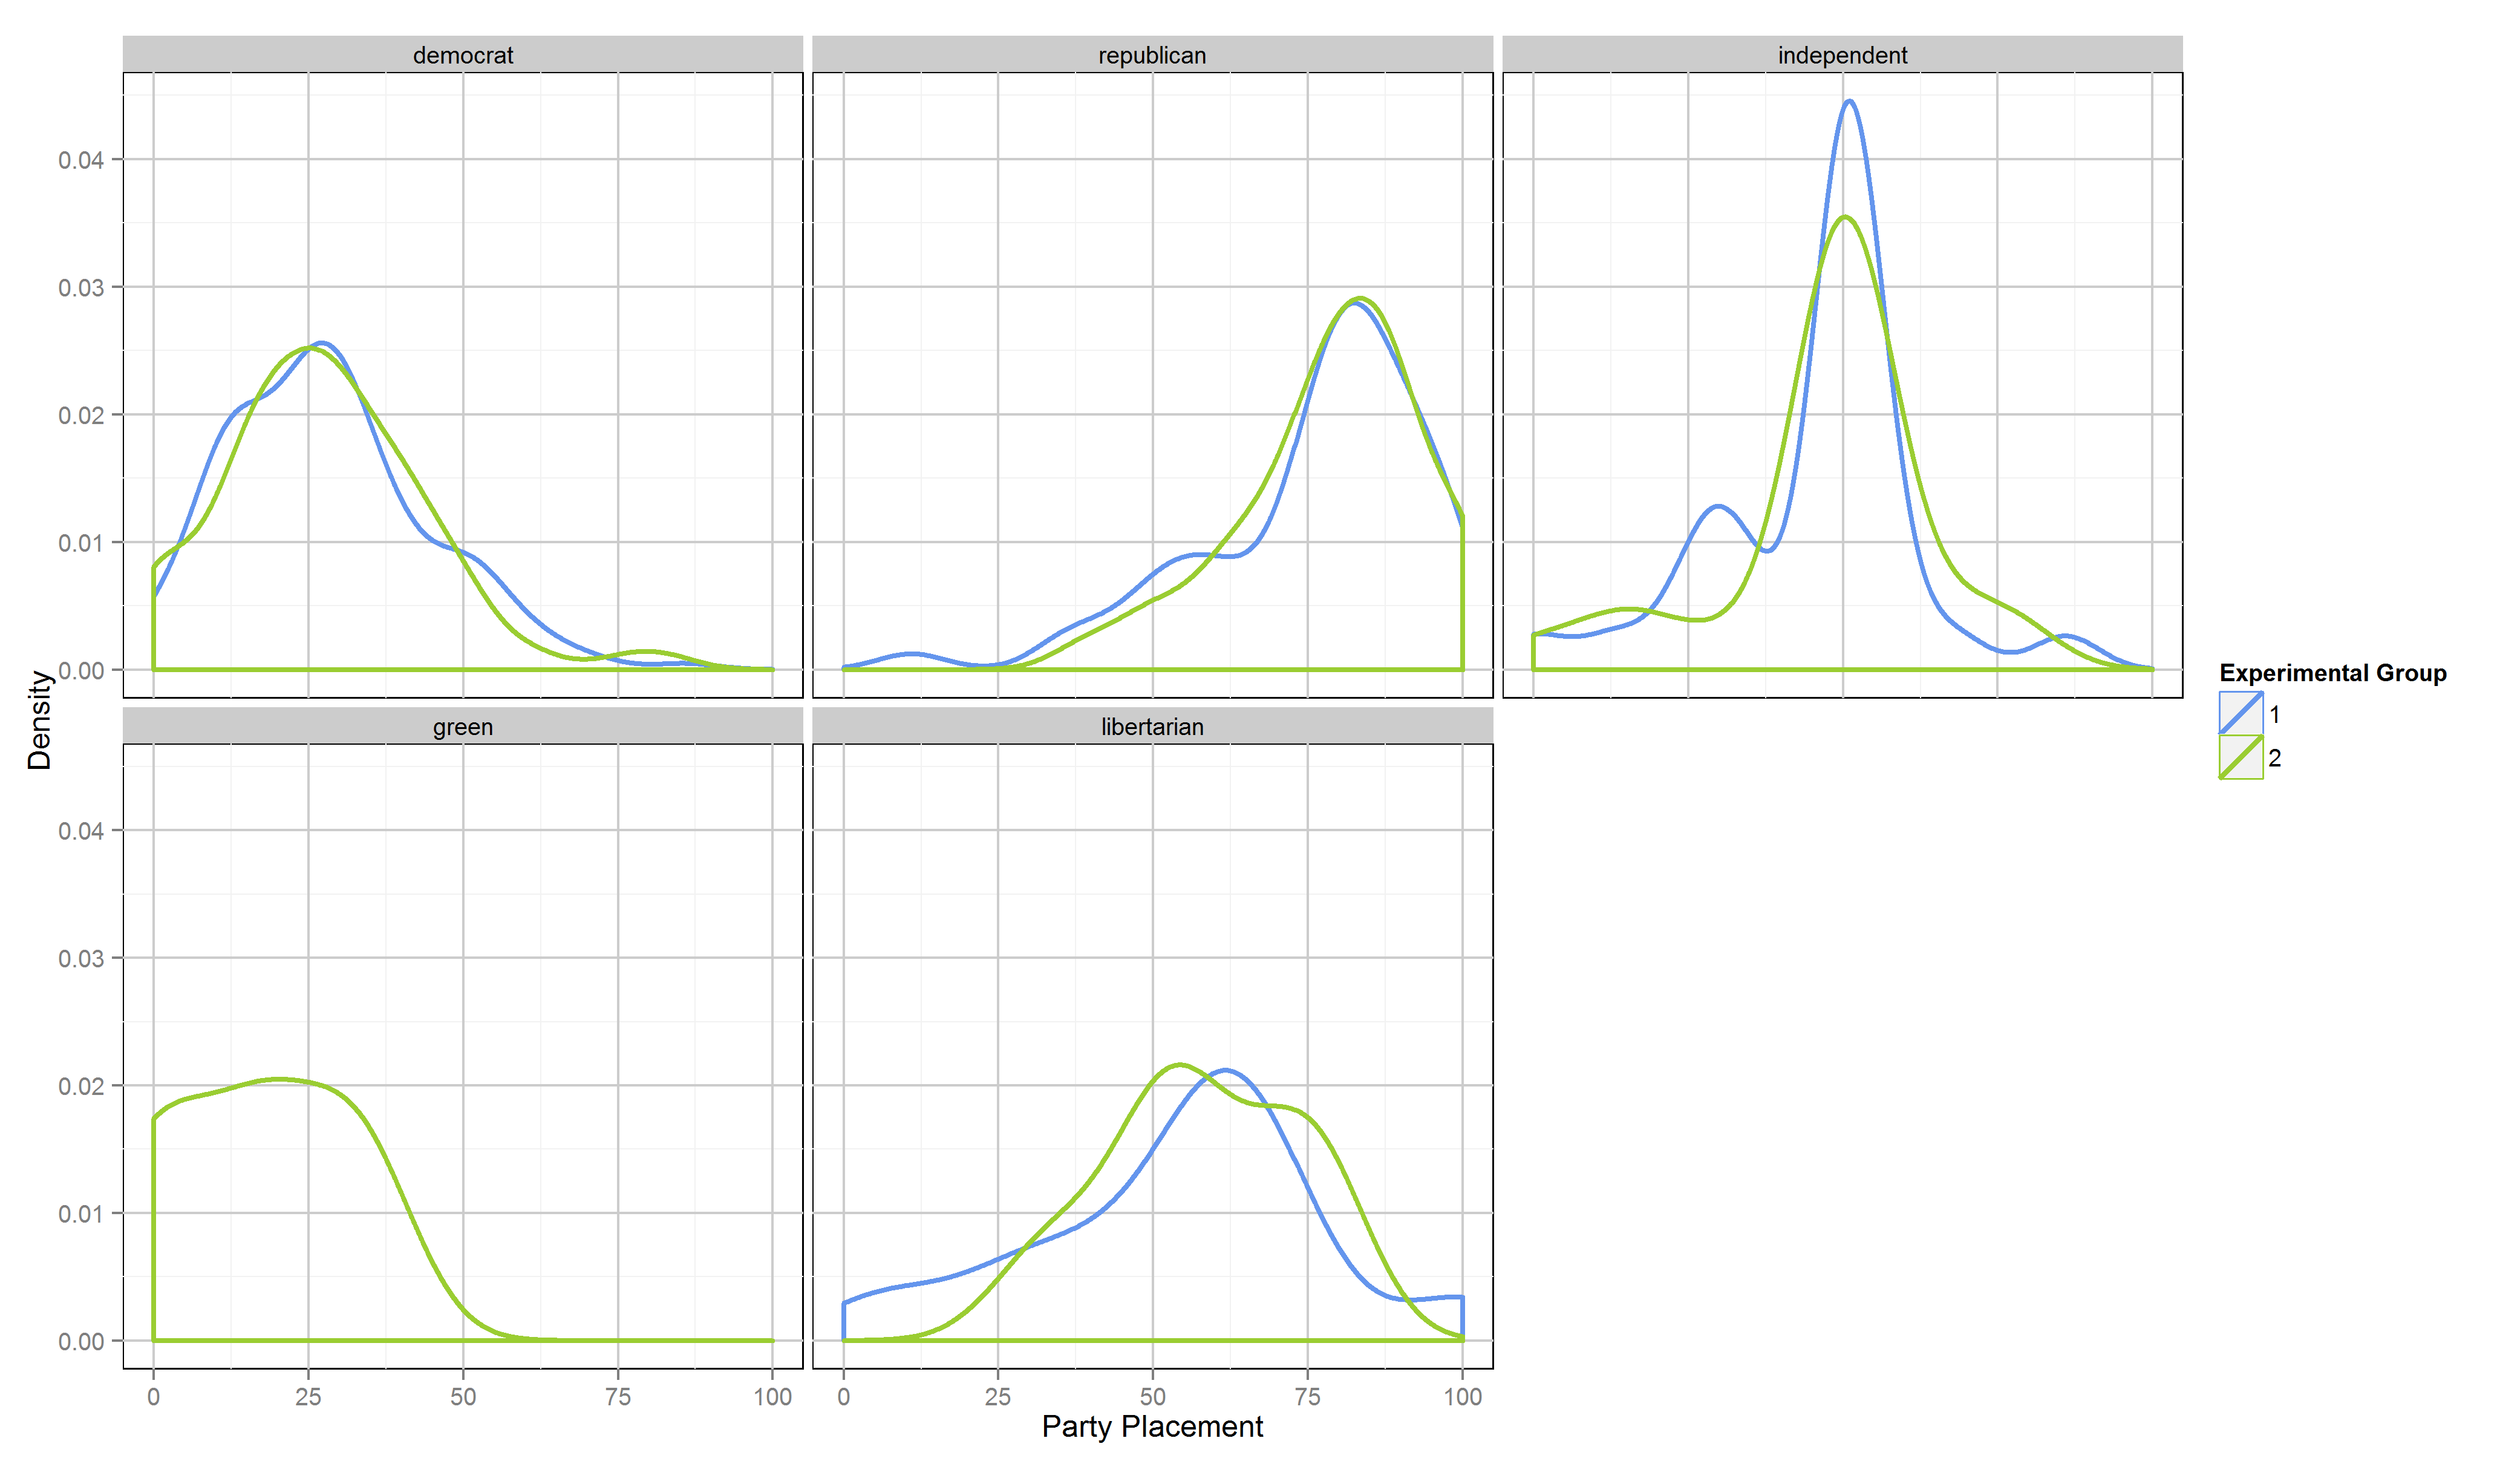 democrat republican independent
0.04
0.03
0.02
0.01
0.00
Density
green libertarian
0.04
0.03
0.02
0.01
0.00
0 25 50 75 100 0 25 50 75 100
Party Placement
Experimental Group
1
2